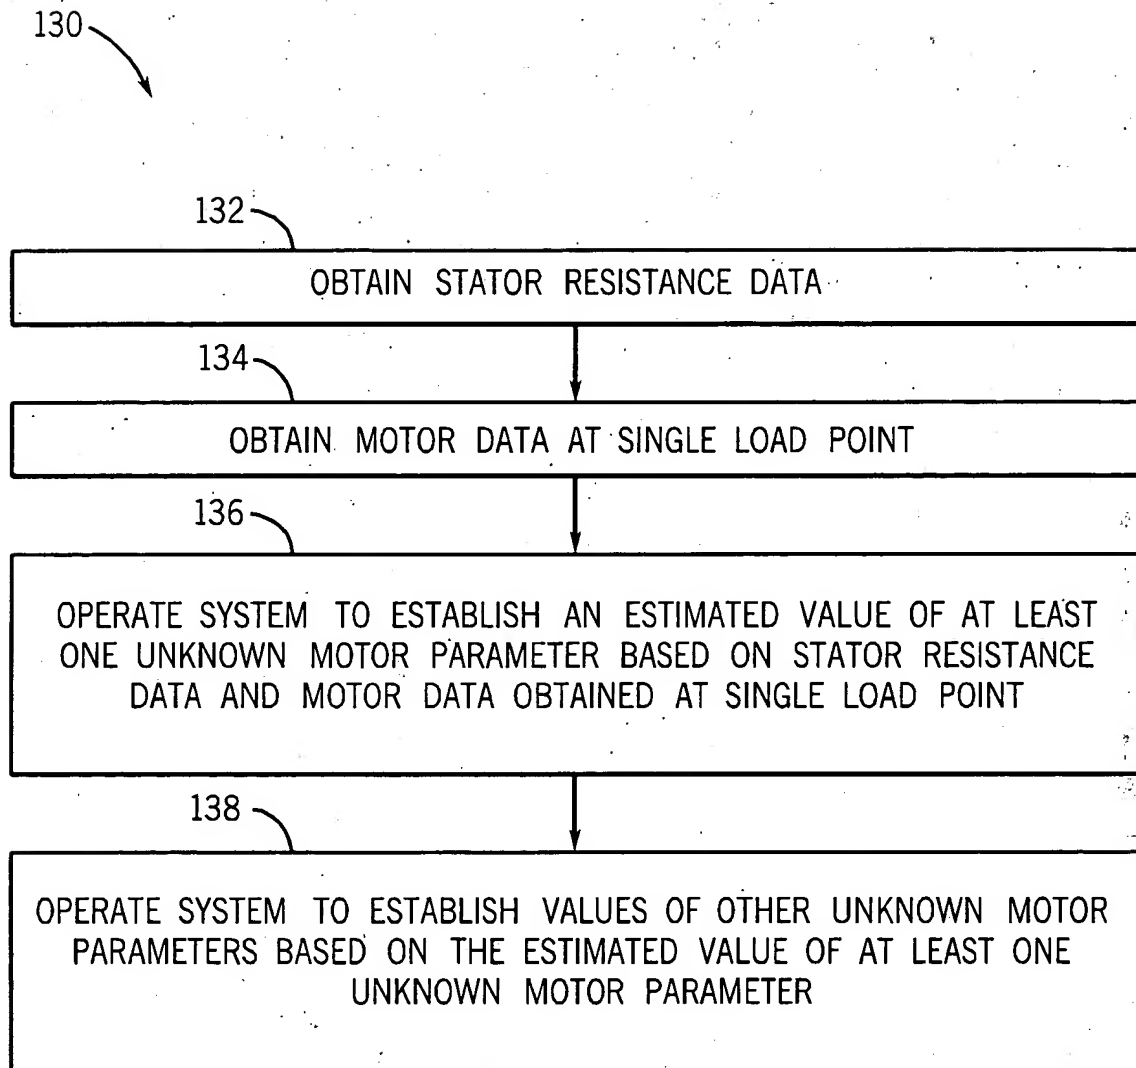 130
132
OBTAIN STATOR RESISTANCE DATA
134
OBTAIN MOTOR DATA AT SINGLE LOAD POINT
136
OPERATE SYSTEM TO ESTABLISH AN ESTIMATED VALUE OF AT LEAST
ONE UNKNOWN MOTOR PARAMETER BASED ON STATOR RESISTANCE
DATA AND MOTOR DATA OBTAINED AT SINGLE LOAD POINT
138
OPERATE SYSTEM TO ESTABLISH VALUES OF OTHER UNKNOWN MOTOR
PARAMETERS BASED ON THE ESTIMATED VALUE OF AT LEAST ONE
UNKNOWN MOTOR PARAMETER